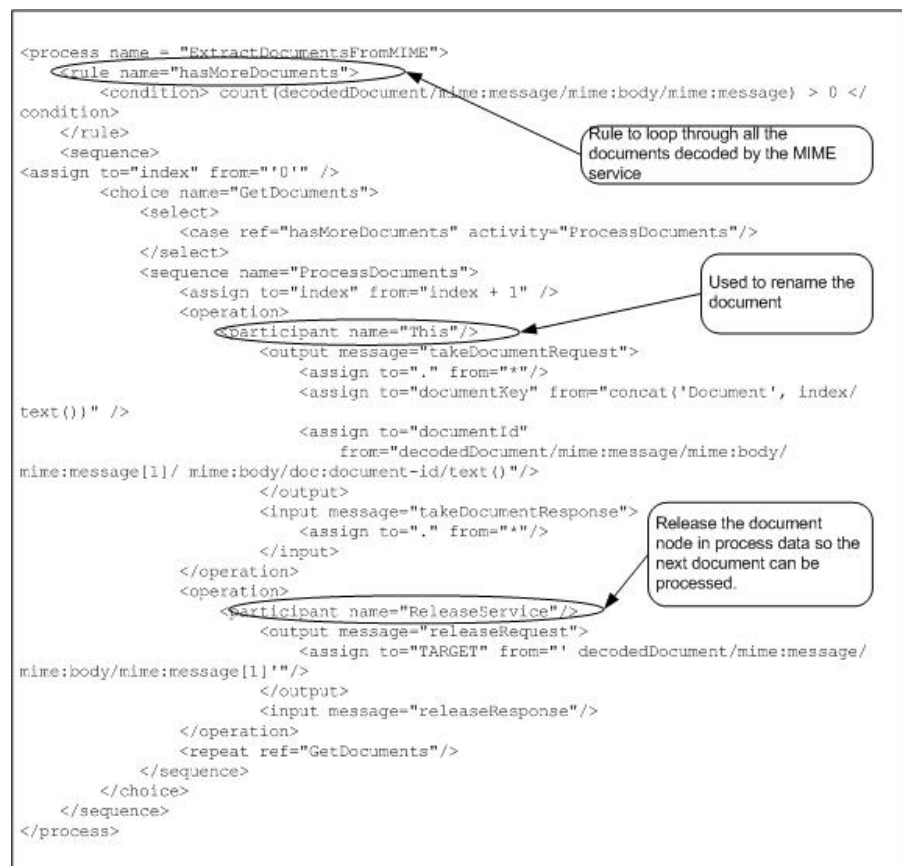 <process name = "ExtractDocumentsFromMIME">
<rule name="hasMoreDocuments">
<condition> count(decodedDocument/mime:message/mime:body/mime:message) > 0 </
condition>
</rule>
<sequence>
<assign to="index" from="'0'" />
<choice name="GetDocuments">
<select>
<case ref="hasMoreDocuments" activity="ProcessDocuments"/>
</select>
<sequence name="ProcessDocuments">
<assign to="index" from="index + 1" />
<operation>
<participant name="This"/>
<output message="takeDocumentRequest">
<assign to="." from="*"/>
<assign to="documentKey" from="concat('Document', index/
text())" />
<assign to="documentId"
from="decodedDocument/mime:message/mime:body/
mime:message[1]/ mime:body/doc:document-id/text()"/>
</output>
<input message="takeDocumentResponse">
<assign to="." from="*"/>
</input>
</operation>
<operation>
<participant name="ReleaseService"/>
<output message="releaseRequest">
<assign to="TARGET" from="' decodedDocument/mime:message/
mime:body/mime:message[1]'"/>
</output>
<input message="releaseResponse"/>
</operation>
<repeat ref="GetDocuments"/>
</sequence>
</choice>
</sequence>
</process>
Rule to loop through all the
documents decoded by the MIME
service
Used to rename the
document
Release the document
node in process data so the
next document can be
processed.